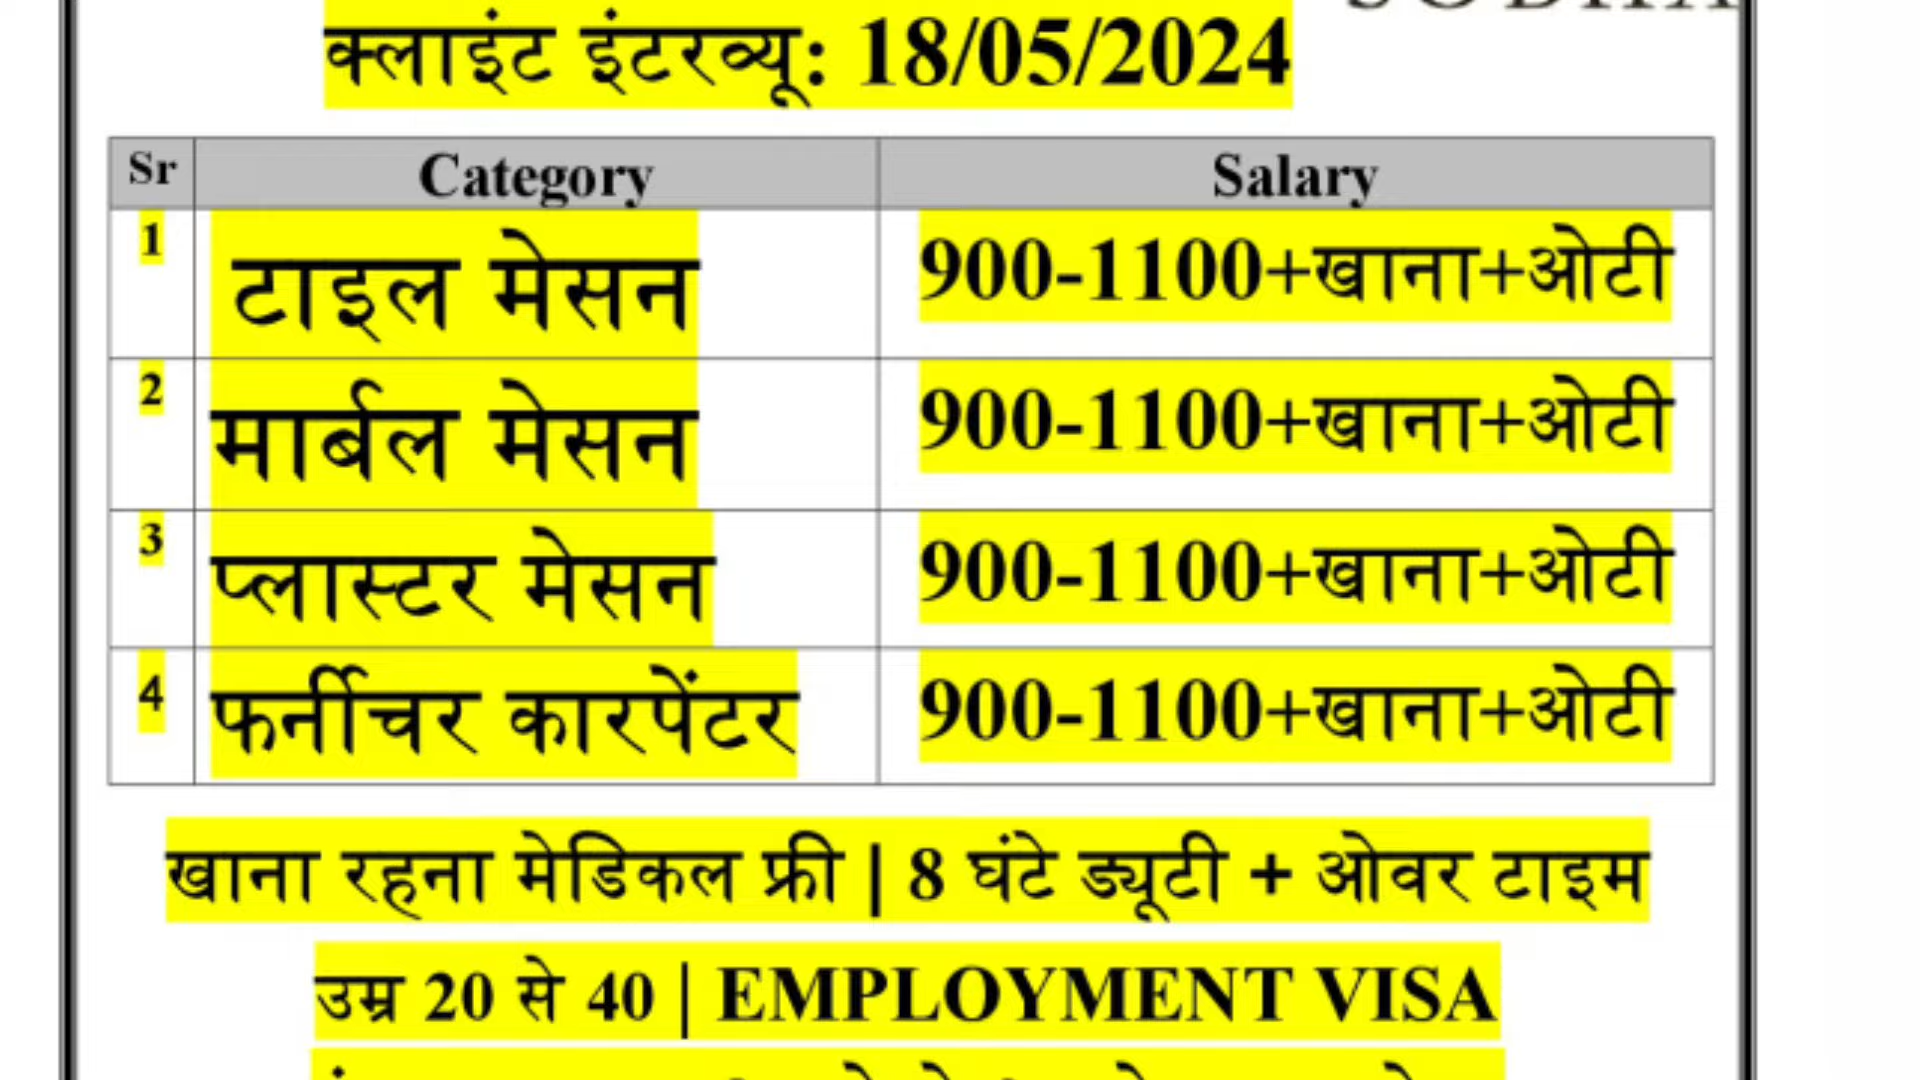 क्लाइंट इंटरव्यू: 18/05/2024
Sr Category Salary
1 टाइल मेसन 900-1100+खाना+ओटी
2 मार्बल मेसन 900-1100+खाना+ओटी
3 प्लास्टर मेसन 900-1100+खाना+ओटी
4 फर्नीचर कारपेंटर 900-1100+खाना+ओटी
खाना रहना मेडिकल फ्री | 8 घंटे ड्यूटी + ओवर टाइम
उम्र 20 से 40 | EMPLOYMENT VISA